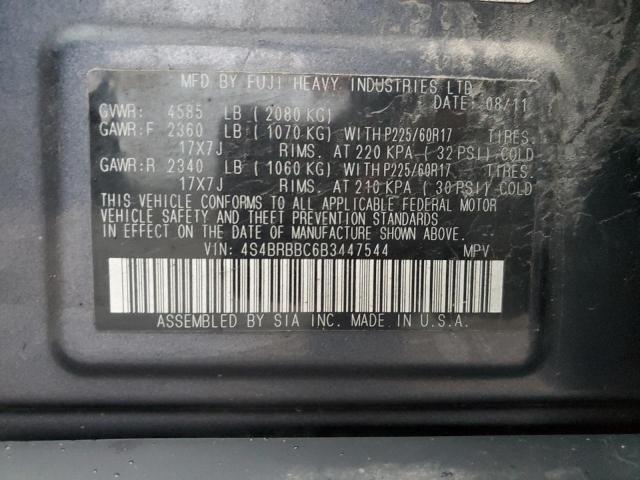 MFD BY FUJI HEAVY INDUSTRIES LTD
DATE: 08/11
GVWR: 4585 LB ( 2080 KG)
GAWR:F 2360 LB ( 1070 KG) WITH P225/60R17 TIRES.
17X7J RIMS. AT 220 KPA ( 32 PSI) COLD
GAWR:R 2340 LB ( 1060 KG) WITH P225/60R17 TIRES.
17X7J RIMS. AT 210 KPA ( 30 PSI) COLD
THIS VEHICLE CONFORMS TO ALL APPLICABLE FEDERAL MOTOR
VEHICLE SAFETY AND THEFT PREVENTION STANDARDS
IN EFFECT ON THE DATE OF MANUFACTURE SHOWN ABOVE.
VIN: 4S4BRBBC6B3447544 MPV
ASSEMBLED BY SIA INC. MADE IN U.S.A.